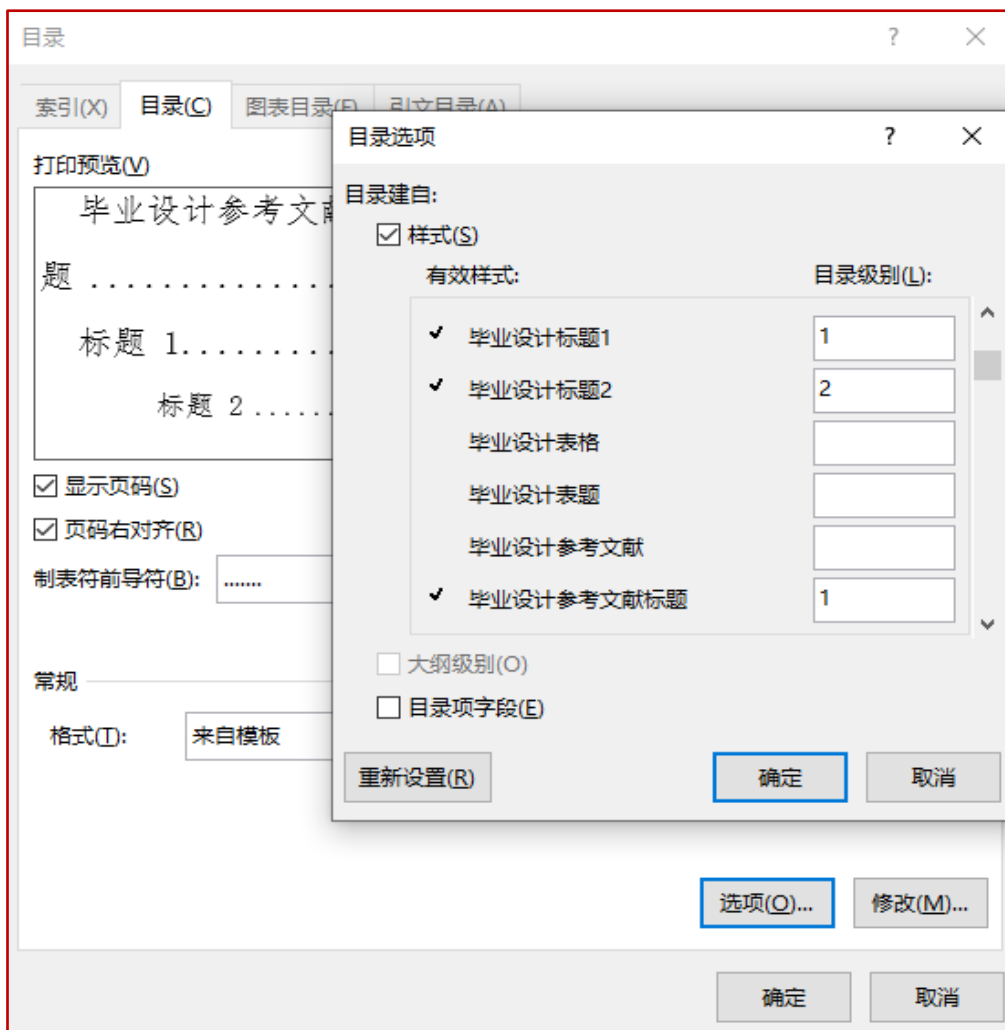 目录
索引(X) 目录(C) 图表目录(F) 引文目录(A)
打印预览(V)
毕业设计参考文献
题 ..............
标题 1.........
标题 2......
显示页码(S)
页码右对齐(R)
制表符前导符(B): .......
常规
格式(T): 来自模板
选项(O)... 修改(M)...
确定 取消
目录选项
目录建自:
样式(S)
有效样式: 目录级别(L):
毕业设计标题1 1
毕业设计标题2 2
毕业设计表格
毕业设计表题
毕业设计参考文献
毕业设计参考文献标题 1
大纲级别(O)
目录项字段(E)
重新设置(R) 确定 取消